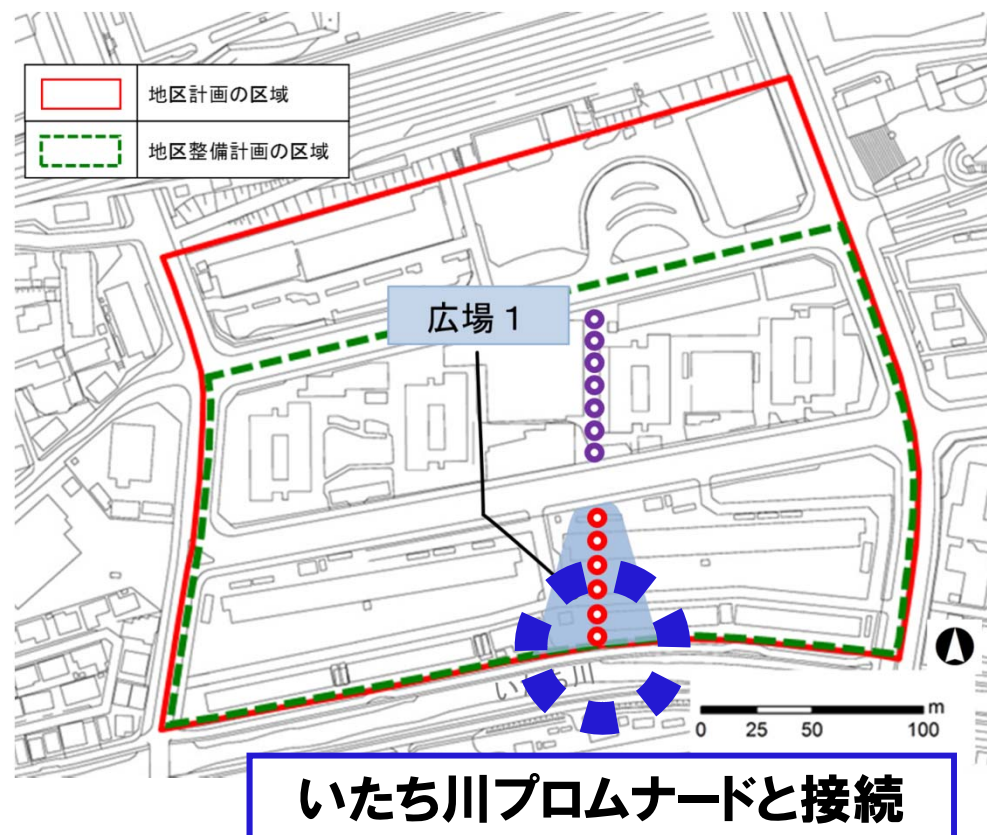 地区計画の区域
地区整備計画の区域
広場 1
いたち川
m
0 25 50 100
いたち川プロムナードと接続